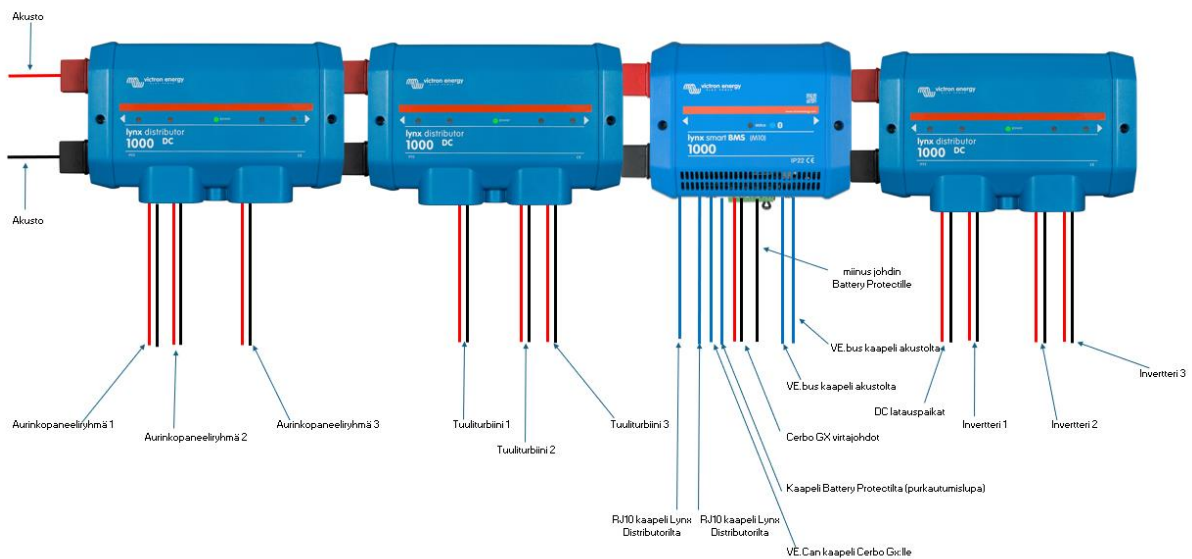 Akusto
victron energy
lynx distributor
1000 DC
Akusto
Aurinkopaneeliryhmä 1
Aurinkopaneeliryhmä 2
Aurinkopaneeliryhmä 3
victron energy
lynx distributor
1000 DC
Tuuliturbiini 1
Tuuliturbiini 2
Tuuliturbiini 3
victron energy
lynx smart BMS (M10)
1000
IP22 CE
RJ10 kaapeli Lynx
Distributorilta
RJ10 kaapeli Lynx
Distributorilta
VE.Can kaapeli Cerbo Gx:lle
Kaapeli Battery Protectilta (purkautumislupa)
Cerbo GX virtajohdot
miinus johdin
Battery Protectille
VE.bus kaapeli akustolta
VE.bus kaapeli akustolta
victron energy
lynx distributor
1000 DC
DC latauspaikat
Invertteri 1
Invertteri 2
Invertteri 3